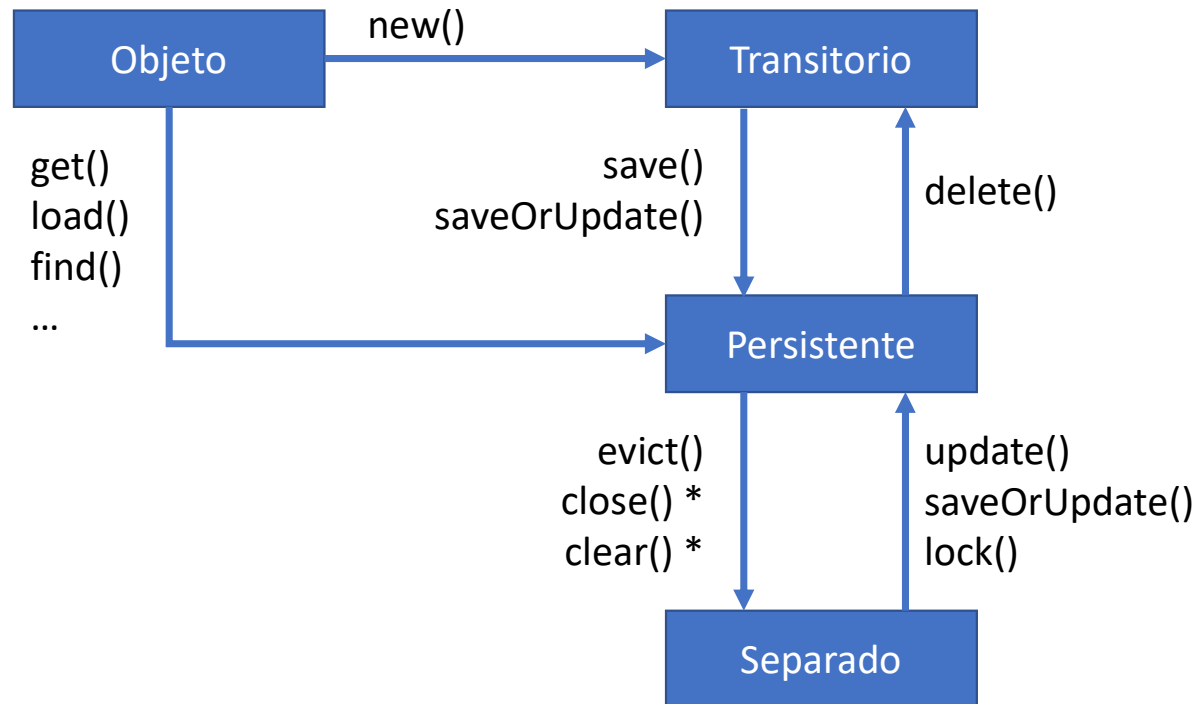 Objeto
new()
Transitorio
get()
load()
find()
...
save()
saveOrUpdate()
delete()
Persistente
evict()
close() *
clear() *
update()
saveOrUpdate()
lock()
Separado